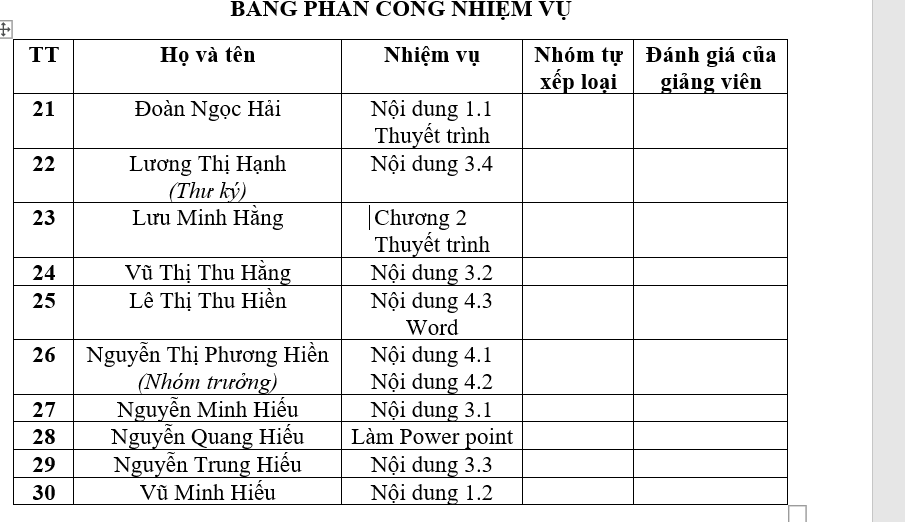 BẢNG PHÂN CÔNG NHIỆM VỤ
TT Họ và tên Nhiệm vụ Nhóm tự xếp loại Đánh giá của giảng viên
21 Đoàn Ngọc Hải Nội dung 1.1
Thuyết trình
22 Lương Thị Hạnh Nội dung 3.4
(Thư ký)
23 Lưu Minh Hằng Chương 2
Thuyết trình
24 Vũ Thị Thu Hằng Nội dung 3.2
25 Lê Thị Thu Hiền Nội dung 4.3
Word
26 Nguyễn Thị Phương Hiền Nội dung 4.1
(Nhóm trưởng) Nội dung 4.2
27 Nguyễn Minh Hiếu Nội dung 3.1
28 Nguyễn Quang Hiếu Làm Power point
29 Nguyễn Trung Hiếu Nội dung 3.3
30 Vũ Minh Hiếu Nội dung 1.2